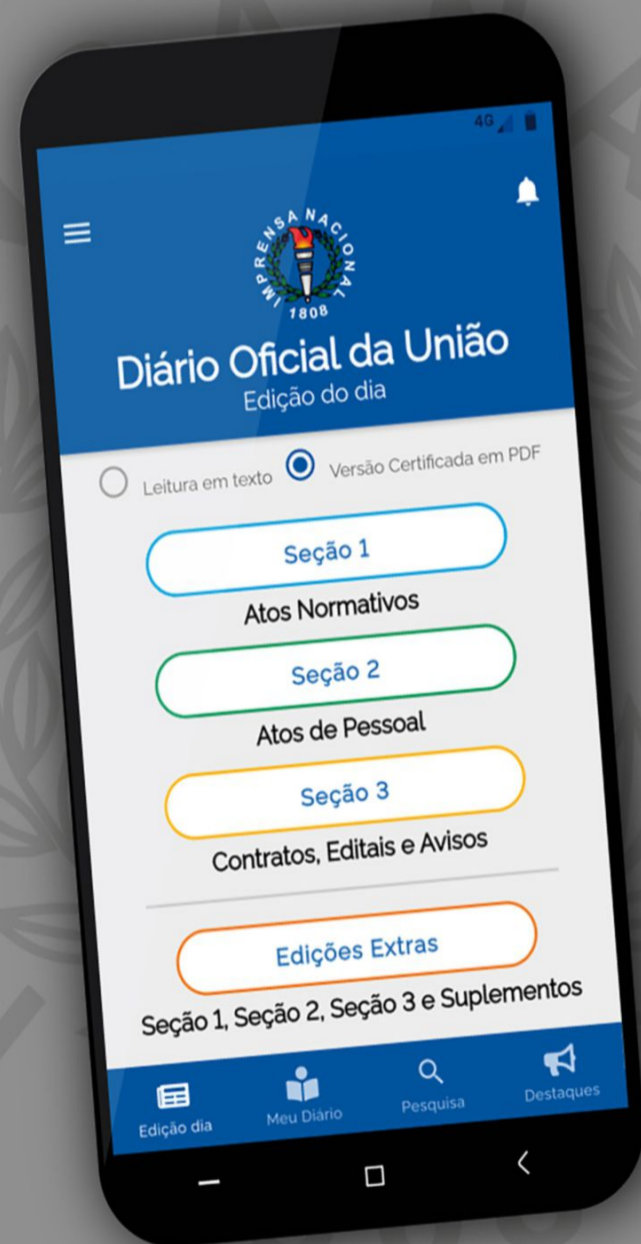 4G
IMPRENSA NACIONAL
1808
Diário Oficial da União
Edição do dia
Leitura em texto Versão Certificada em PDF
Seção 1
Atos Normativos
Seção 2
Atos de Pessoal
Seção 3
Contratos, Editais e Avisos
Edições Extras
Seção 1, Seção 2, Seção 3 e Suplementos
Edição dia Meu Diário Pesquisa Destaques